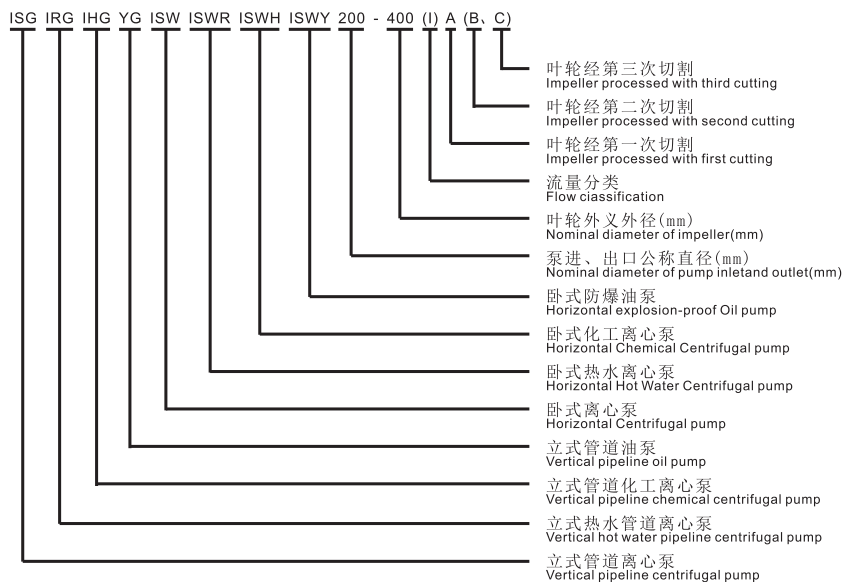 ISG IRG IHG YG ISW ISWR ISWH ISWY 200 - 400 (I) A (B、C)
叶轮经第三次切割
Impeller processed with third cutting
叶轮经第二次切割
Impeller processed with second cutting
叶轮经第一次切割
Impeller processed with first cutting
流量分类
Flow ciassification
叶轮外义外径(mm)
Nominal diameter of impeller(mm)
泵进、出口公称直径(mm)
Nominal diameter of pump inletand outlet(mm)
卧式防爆油泵
Horizontal explosion-proof Oil pump
卧式化工离心泵
Horizontal Chemical Centrifugal pump
卧式热水离心泵
Horizontal Hot Water Centrifugal pump
卧式离心泵
Horizontal Centrifugal pump
立式管道油泵
Vertical pipeline oil pump
立式管道化工离心泵
Vertical pipeline chemical centrifugal pump
立式热水管道离心泵
Vertical hot water pipeline centrifugal pump
立式管道离心泵
Vertical pipeline centrifugal pump